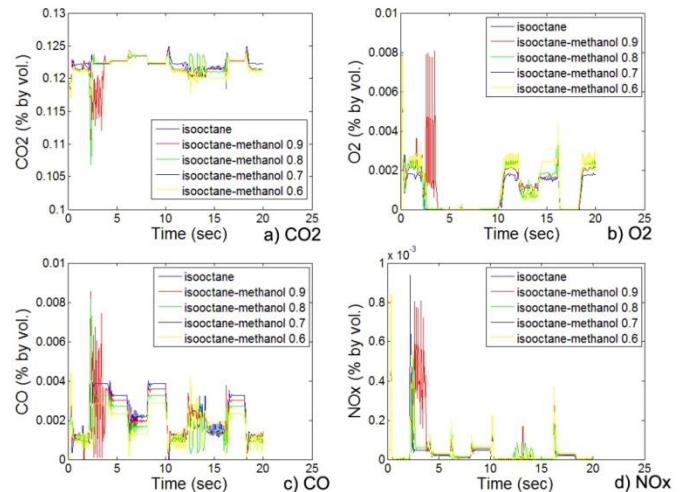 0.13
0.125
0.12
0.115
0.11
0.105
0.1
CO2 (% by vol.)
isooctane
isooctane-methanol 0.9
isooctane-methanol 0.8
isooctane-methanol 0.7
isooctane-methanol 0.6
0 5 10 15 20 25
Time (sec)
a) CO2
0.01
0.008
0.006
0.004
0.002
0
O2 (% by vol.)
isooctane
isooctane-methanol 0.9
isooctane-methanol 0.8
isooctane-methanol 0.7
isooctane-methanol 0.6
0 5 10 15 20 25
Time (sec)
b) O2
0.01
0.008
0.006
0.004
0.002
0
CO (% by vol.)
isooctane
isooctane-methanol 0.9
isooctane-methanol 0.8
isooctane-methanol 0.7
isooctane-methanol 0.6
0 5 10 15 20 25
Time (sec)
c) CO
1 x 10-3
0.8
0.6
0.4
0.2
0
NOx (% by vol.)
isooctane
isooctane-methanol 0.9
isooctane-methanol 0.8
isooctane-methanol 0.7
isooctane-methanol 0.6
0 5 10 15 20 25
Time (sec)
d) NOx